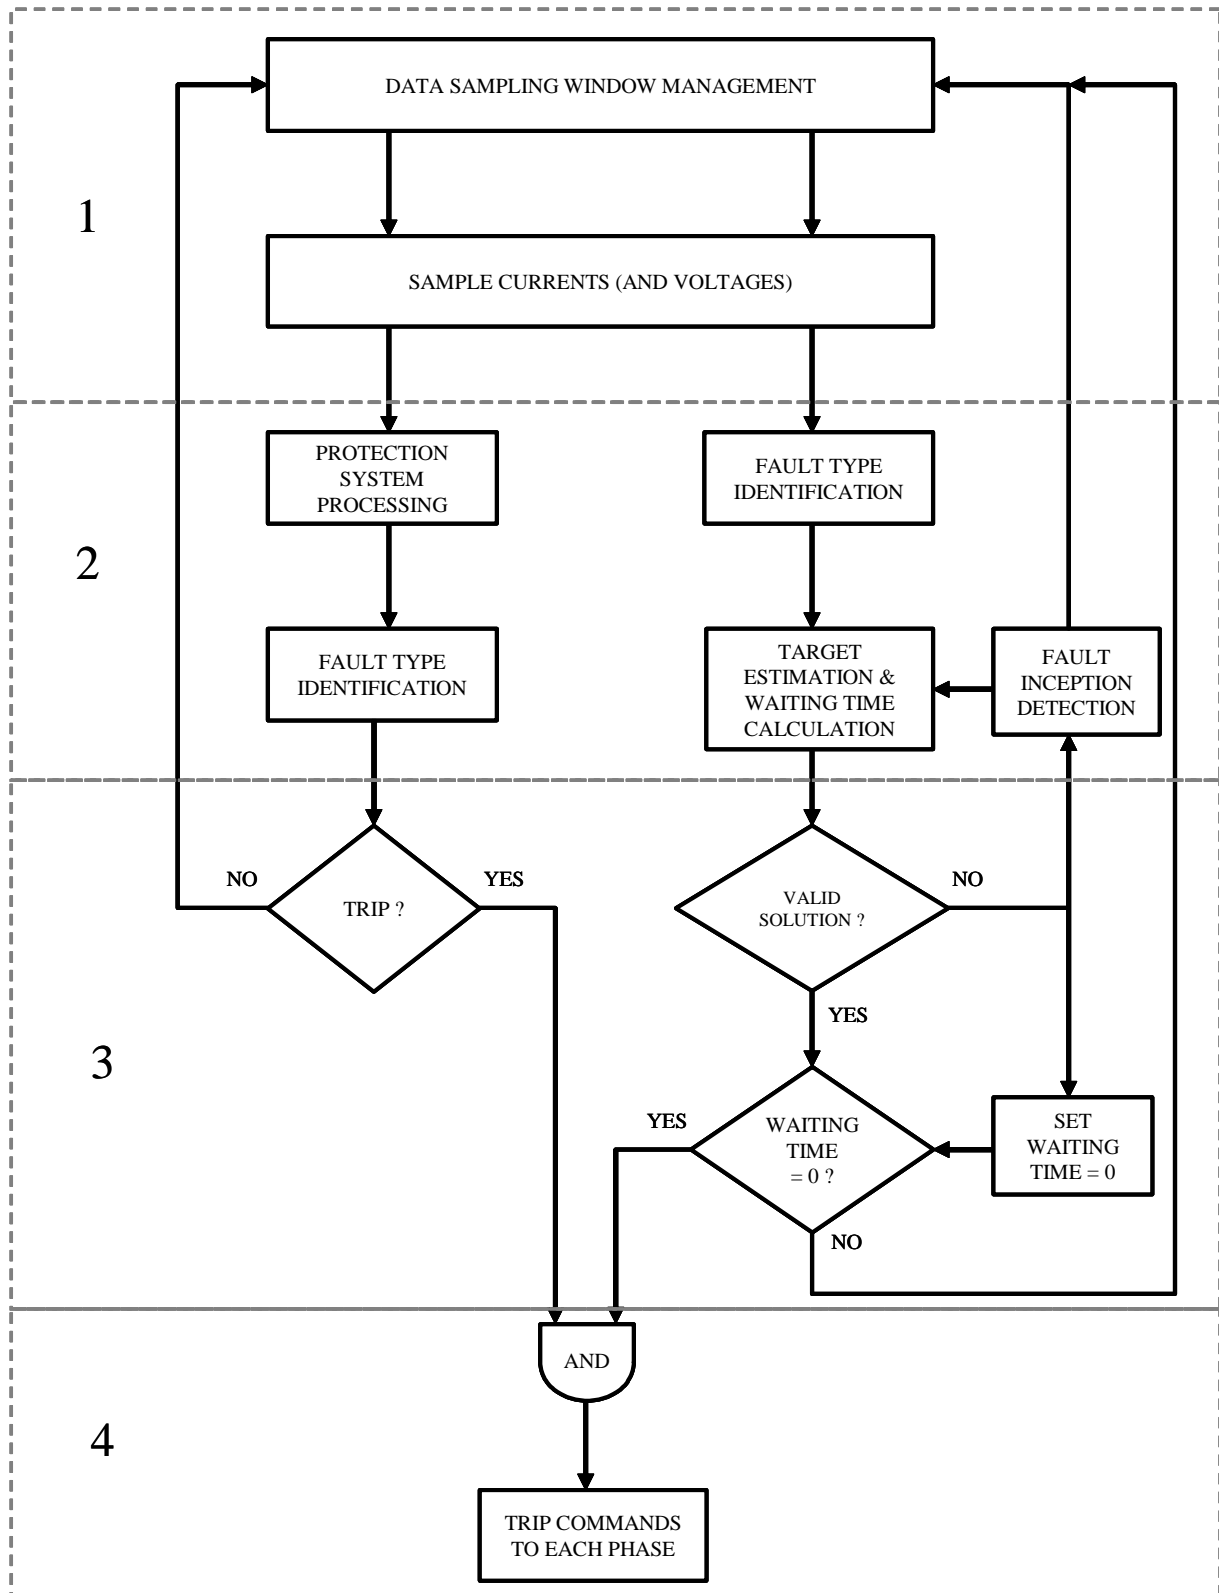 DATA SAMPLING WINDOW MANAGEMENT
1
SAMPLE CURRENTS (AND VOLTAGES)
PROTECTION
SYSTEM
PROCESSING
FAULT TYPE
IDENTIFICATION
2
FAULT TYPE
IDENTIFICATION
TARGET
ESTIMATION &
WAITING TIME
CALCULATION
FAULT
INCEPTION
DETECTION
NO
YES
TRIP ?
VALID
SOLUTION ?
NO
YES
3
YES
WAITING
TIME
= 0 ?
SET
WAITING
TIME = 0
NO
AND
4
TRIP COMMANDS
TO EACH PHASE